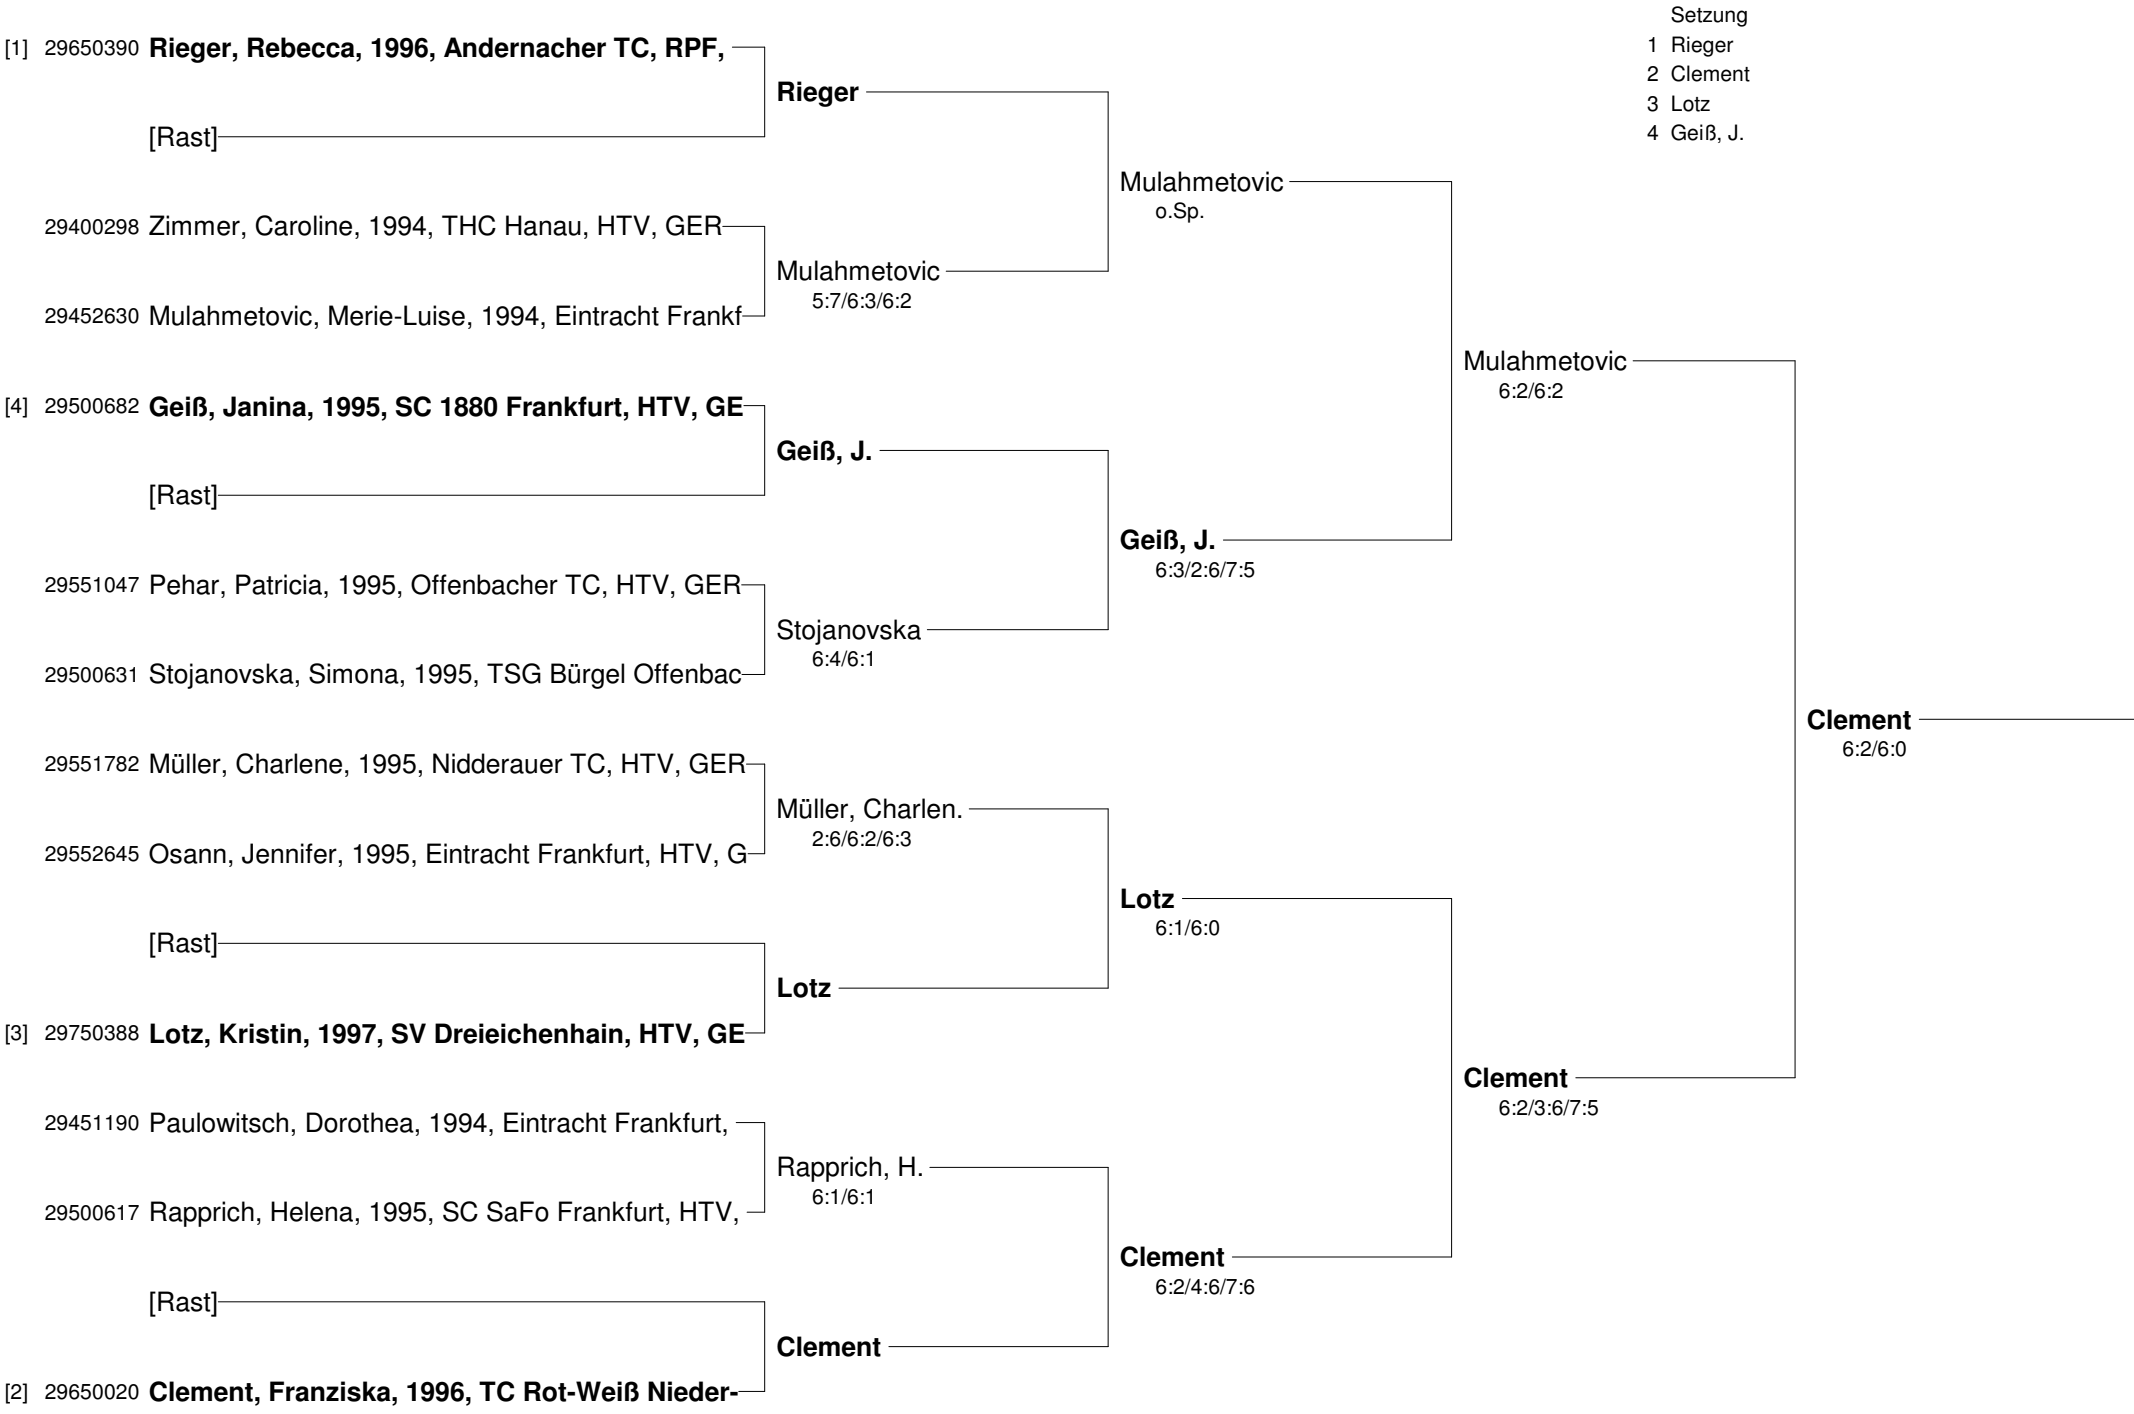 Setzung
1 Rieger
2 Clement
3 Lotz
4 Geiß, J.
[1] 29650390 Rieger, Rebecca, 1996, Andernacher TC, RPF,
Rieger
[Rast]
Mulahmetovic
o.Sp.
29400298 Zimmer, Caroline, 1994, THC Hanau, HTV, GER
Mulahmetovic
5:7/6:3/6:2
29452630 Mulahmetovic, Merie-Luise, 1994, Eintracht Frankf
Mulahmetovic
6:2/6:2
[4] 29500682 Geiß, Janina, 1995, SC 1880 Frankfurt, HTV, GE
Geiß, J.
[Rast]
Geiß, J.
6:3/2:6/7:5
29551047 Pehar, Patricia, 1995, Offenbacher TC, HTV, GER
Stojanovska
6:4/6:1
29500631 Stojanovska, Simona, 1995, TSG Bürgel Offenbac
Clement
6:2/6:0
29551782 Müller, Charlene, 1995, Nidderauer TC, HTV, GER
Müller, Charlen.
2:6/6:2/6:3
29552645 Osann, Jennifer, 1995, Eintracht Frankfurt, HTV, G
Lotz
6:1/6:0
[Rast]
Lotz
[3] 29750388 Lotz, Kristin, 1997, SV Dreieichenhain, HTV, GE
Clement
6:2/3:6/7:5
29451190 Paulowitsch, Dorothea, 1994, Eintracht Frankfurt,
Rapprich, H.
6:1/6:1
29500617 Rapprich, Helena, 1995, SC SaFo Frankfurt, HTV,
Clement
6:2/4:6/7:6
[Rast]
Clement
[2] 29650020 Clement, Franziska, 1996, TC Rot-Weiß Nieder-